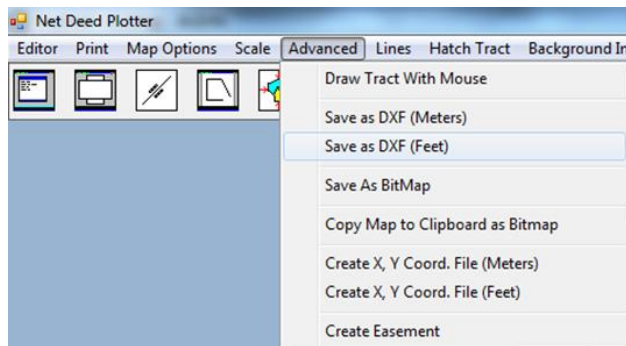 Net Deed Plotter
Editor Print Map Options Scale Advanced Lines Hatch Tract Background
Draw Tract With Mouse
Save as DXF (Meters)
Save as DXF (Feet)
Save As BitMap
Copy Map to Clipboard as Bitmap
Create X, Y Coord. File (Meters)
Create X, Y Coord. File (Feet)
Create Easement